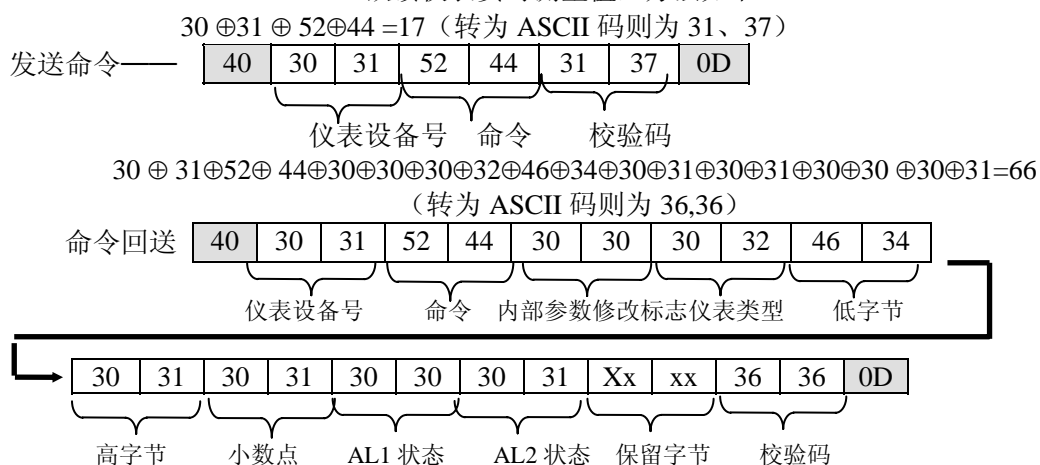 30 ⊕31 ⊕ 52⊕44 =17（转为 ASCII 码则为 31、37）
发送命令—— 40 30 31 52 44 31 37 0D
仪表设备号 命令 校验码
30 ⊕ 31⊕52⊕ 44⊕30⊕30⊕30⊕32⊕46⊕34⊕30⊕31⊕30⊕31⊕30⊕30 ⊕30⊕31=66
（转为 ASCII 码则为 36,36）
命令回送 40 30 31 52 44 30 30 30 32 46 34
仪表设备号 命令 内部参数修改标志仪表类型 低字节
30 31 30 31 30 30 30 31 Xx xx 36 36 0D
高字节 小数点 AL1 状态 AL2 状态 保留字节 校验码